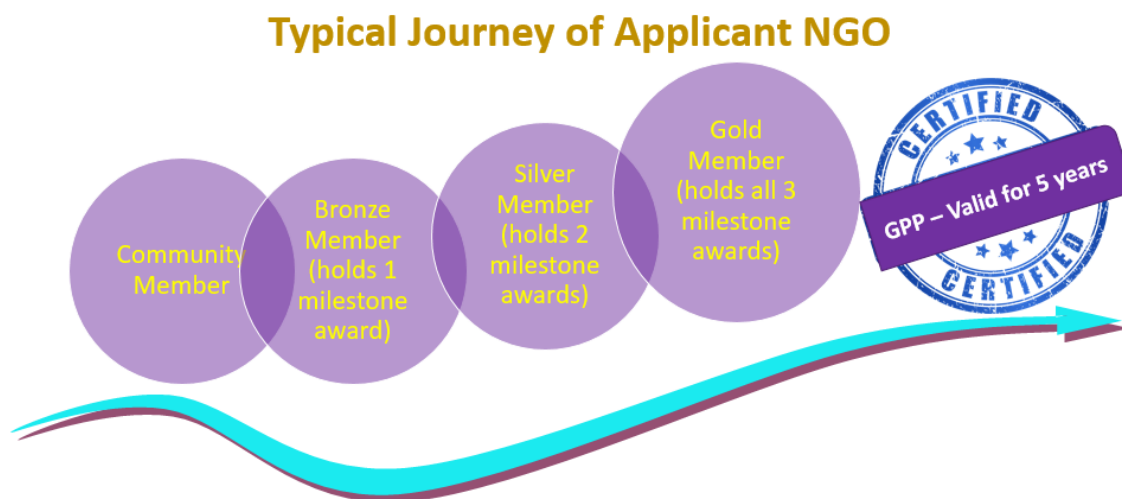 Typical Journey of Applicant NGO
Community
Member
Bronze
Member
(holds 1
milestone
award)
Silver
Member
(holds 2
milestone
awards)
Gold
Member
(holds all 3
milestone
awards)
CERTIFIED
GPP – Valid for 5 years
CERTIFIED